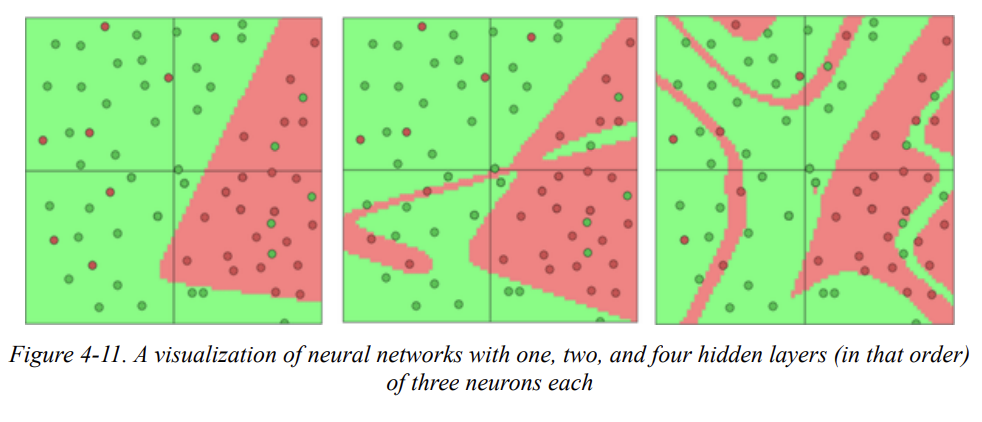 Figure 4-11. A visualization of neural networks with one, two, and four hidden layers (in that order)
of three neurons each